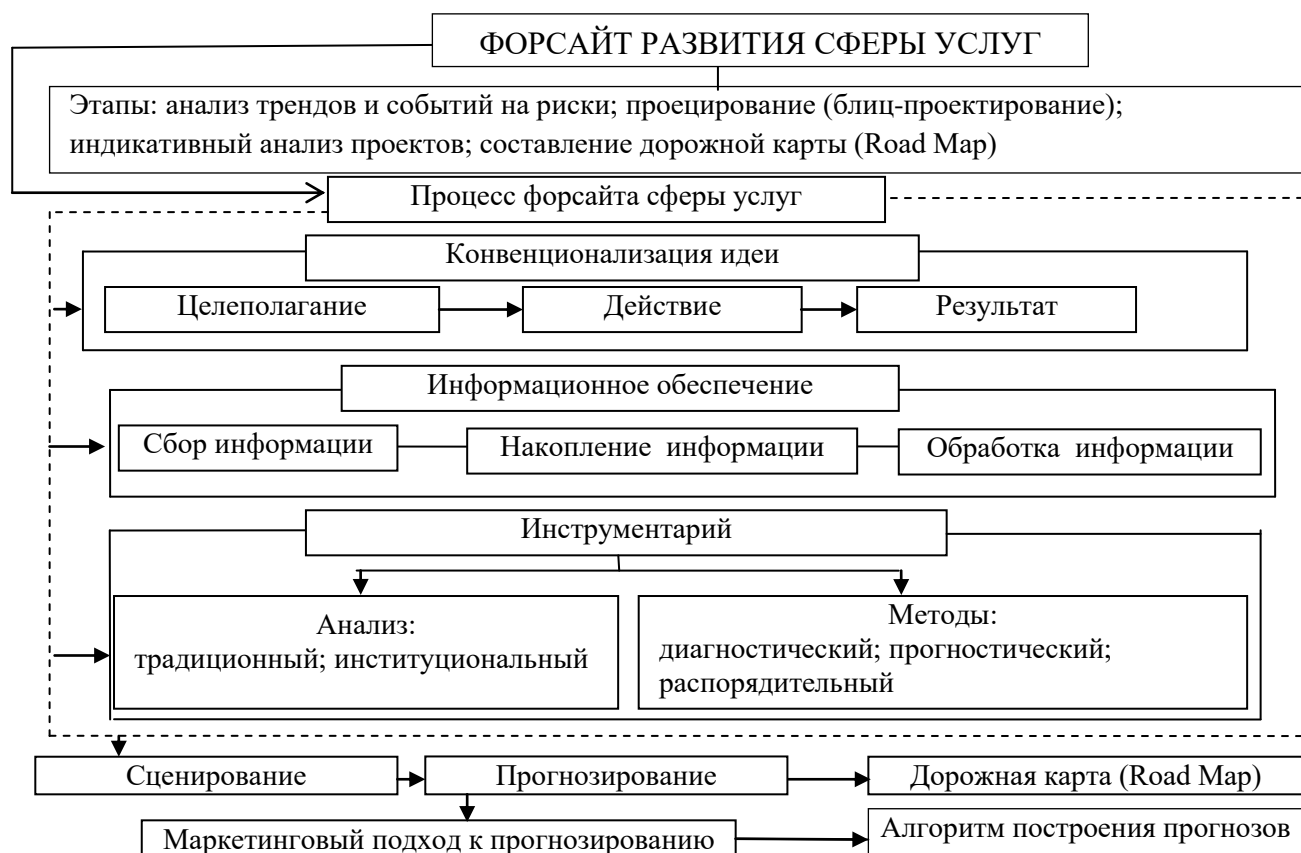 ФОРСАЙТ РАЗВИТИЯ СФЕРЫ УСЛУГ
Этапы: анализ трендов и событий на риски; проецирование (блиц-проектирование);
индикативный анализ проектов; составление дорожной карты (Road Map)
Процесс форсайта сферы услуг
Конвенционализация идеи
Целеполагание
Действие
Результат
Информационное обеспечение
Сбор информации
Накопление информации
Обработка информации
Инструментарий
Анализ:
традиционный; институциональный
Методы:
диагностический; прогностический;
распорядительный
Сценирование
Прогнозирование
Дорожная карта (Road Map)
Маркетинговый подход к прогнозированию
Алгоритм построения прогнозов